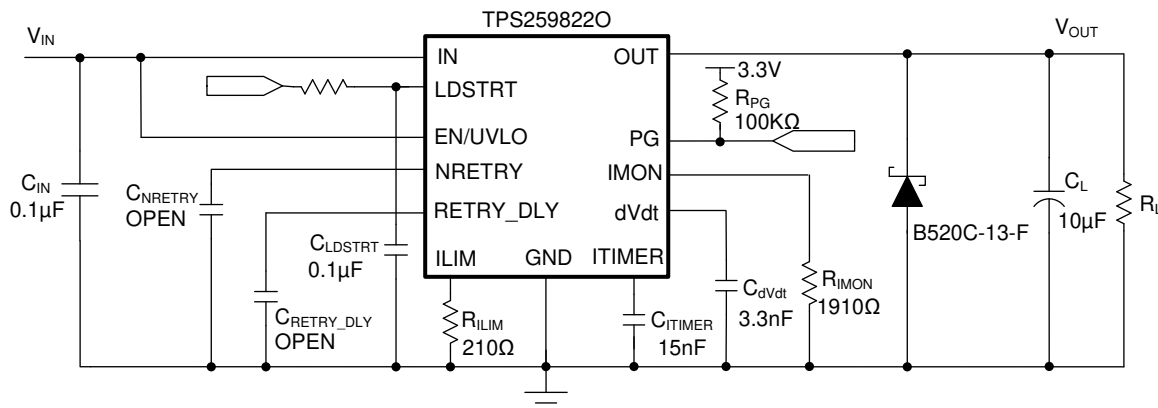 TPS259822O
V_IN
IN
OUT
V_OUT
3.3V
LDSTRT
R_PG
100KΩ
EN/UVLO
PG
NRETRY
IMON
C_IN
0.1µF
C_NRETRY
OPEN
RETRY_DLY
dVdt
C_L
10µF
R_L
B520C-13-F
C_LDSTRT
0.1µF
ILIM
GND
ITIMER
C_RETRY_DLY
OPEN
R_ILIM
210Ω
C_ITIMER
15nF
C_dVdt
3.3nF
R_IMON
1910Ω